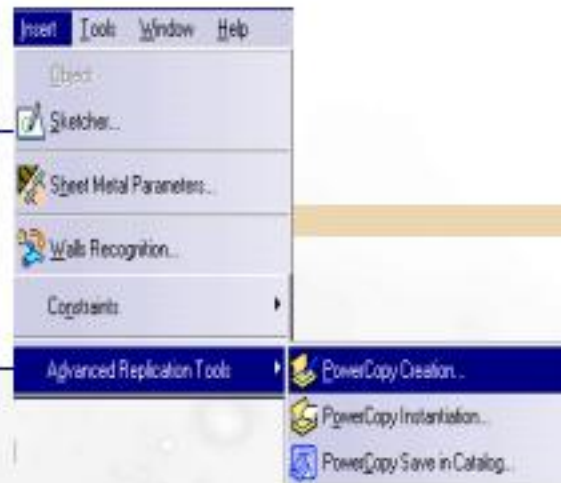 Insert Tools Window Help
Object
Sketcher...
Sheet Metal Parameters...
Walls Recognition...
Constraints
Advanced Replication Tools
PowerCopy Creation...
PowerCopy Instantiation...
PowerCopy Save in Catalog...